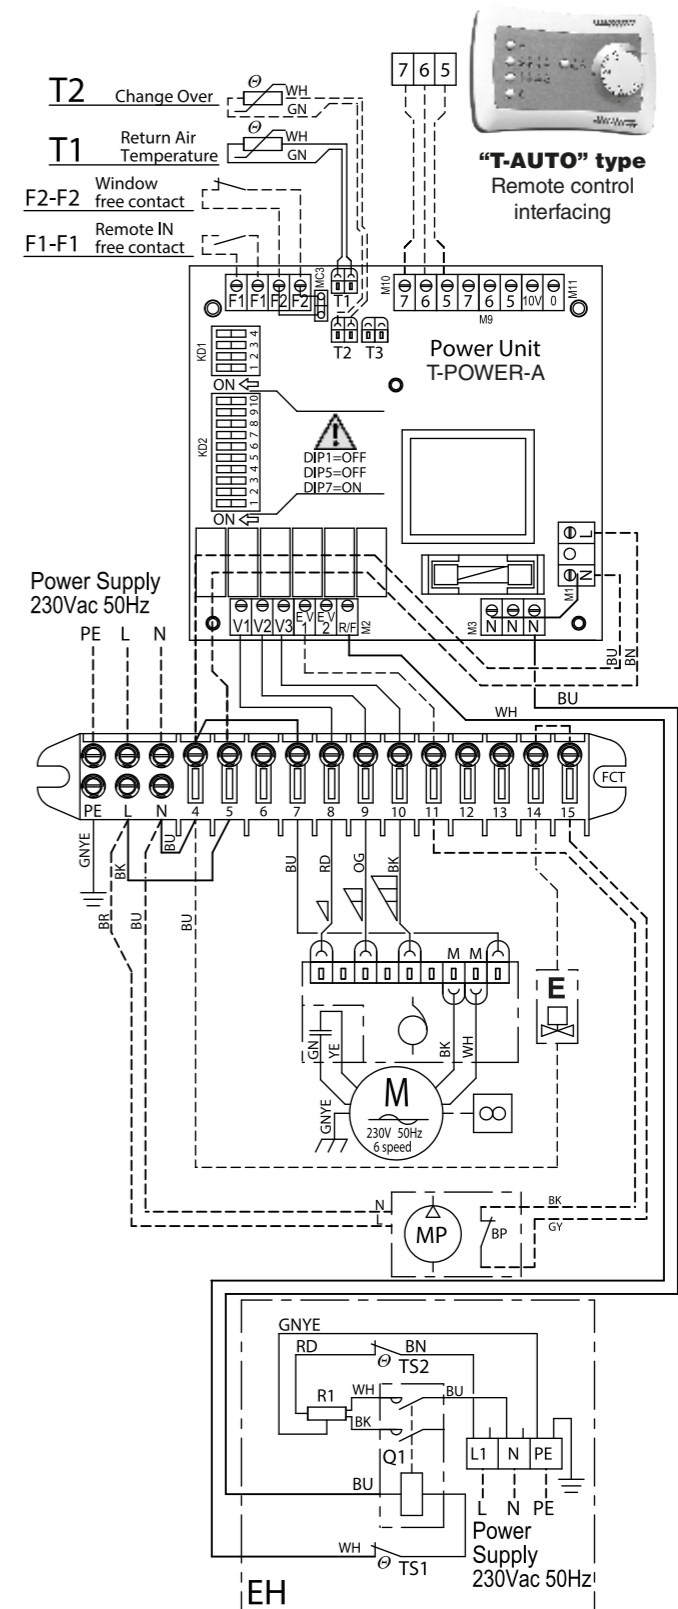 7 6 5
"T-AUTO" type
Remote control
interfacing
T2 Change Over
Θ WH
GN
T1 Return Air
Temperature
Θ WH
GN
F2-F2 Window
free contact
F1-F1 Remote IN
free contact
F1 F1 F2 F2
MC3
T1
M10
7 6 5 7 6 5 10V 0
M11
M9
T2 T3
Power Unit
T-POWER-A
KD1
1 2 3 4
ON
KD2
1 2 3 4 5 6 7 8 9 10
ON
DIP1=OFF
DIP5=OFF
DIP7=ON
L
N
M1
V1 V2 V3 EV1 EV2 R/F M2
M3 N N N
BU
BN
Power Supply
230Vac 50Hz
PE L N
BU
WH
FCT
PE L N 4 5 6 7 8 9 10 11 12 13 14 15
GNYE
BK
BU
BR
BU
BU
BU
RD
OG
BK
M M
E
GN
YE
BK
WH
GNYE
M
230V 50Hz
6 speed
N
L
MP
BP
BK
GY
GNYE
RD
BN
Θ TS2
R1
WH
BK
BU
Q1
L1 N PE
BU
L N PE
Power
Supply
230Vac 50Hz
WH
Θ TS1
EH